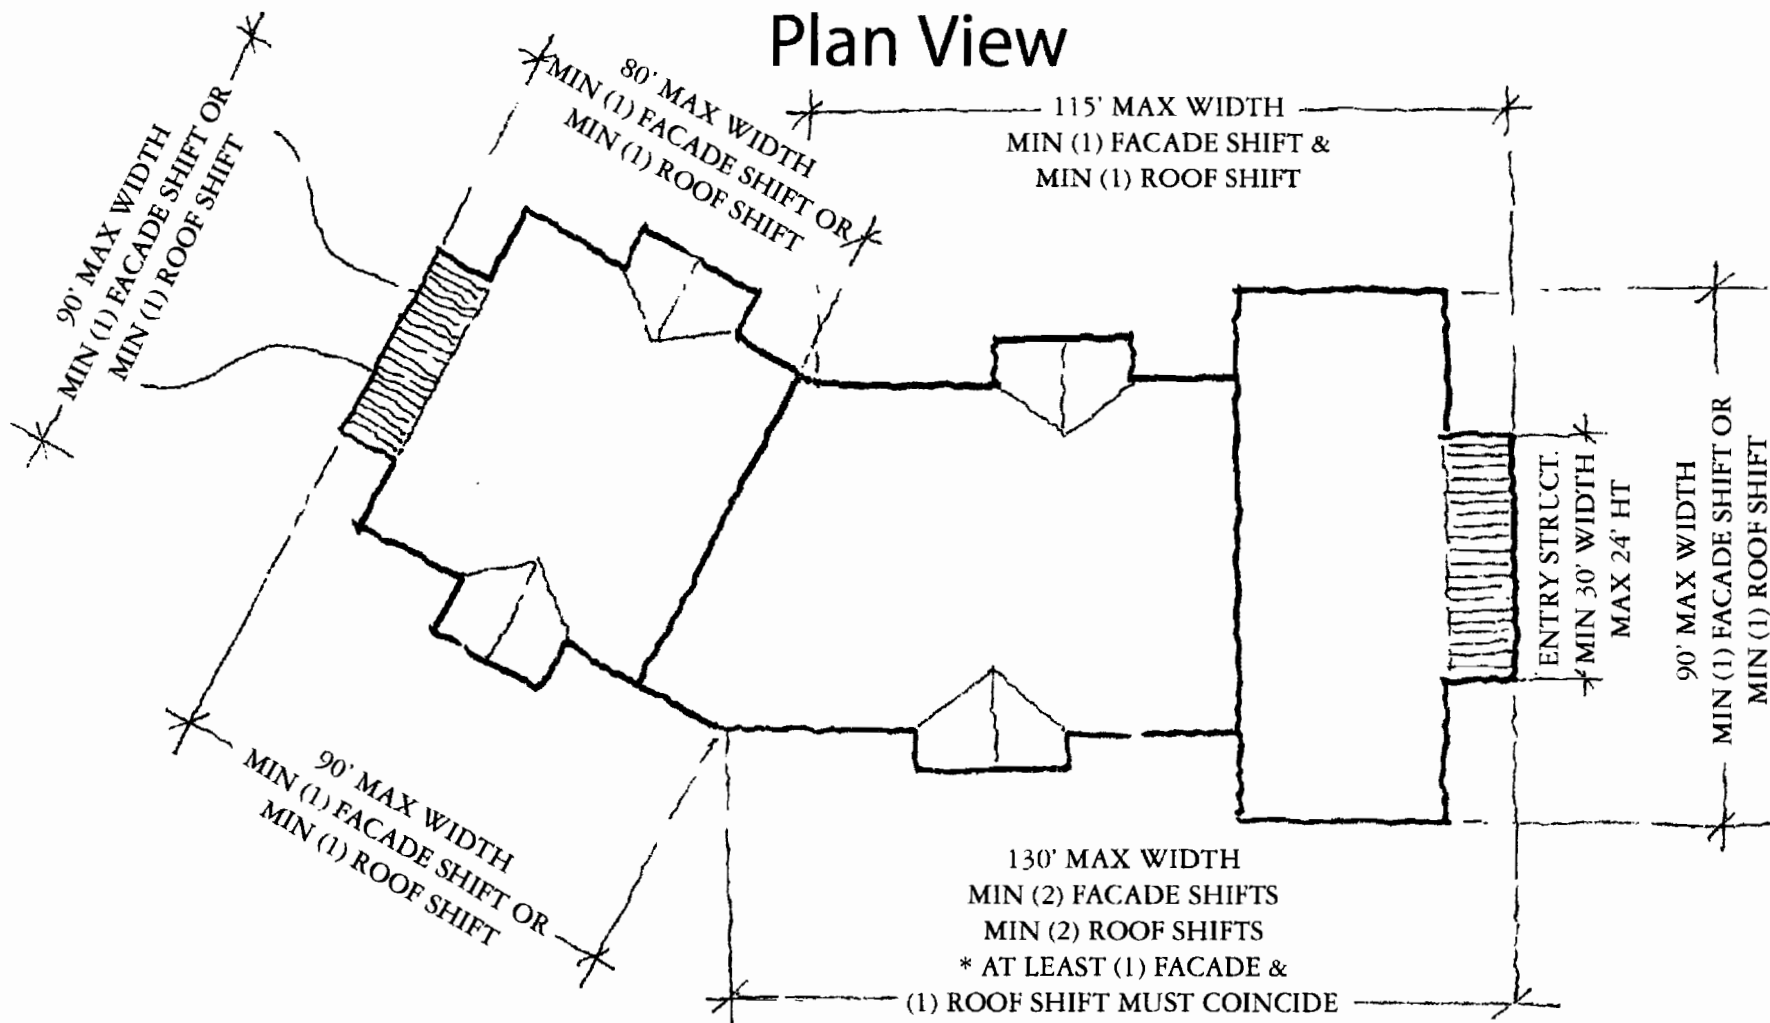 Plan View
90' MAX WIDTH
MIN (1) FACADE SHIFT OR
MIN (1) ROOF SHIFT
80' MAX WIDTH
MIN (1) FACADE SHIFT OR
MIN (1) ROOF SHIFT
115' MAX WIDTH
MIN (1) FACADE SHIFT &
MIN (1) ROOF SHIFT
ENTRY STRUCT.
MIN 30' WIDTH
MAX 24' HT
90' MAX WIDTH
MIN (1) FACADE SHIFT OR
MIN (1) ROOF SHIFT
90' MAX WIDTH
MIN (1) FACADE SHIFT OR
MIN (1) ROOF SHIFT
130' MAX WIDTH
MIN (2) FACADE SHIFTS
MIN (2) ROOF SHIFTS
* AT LEAST (1) FACADE &
(1) ROOF SHIFT MUST COINCIDE